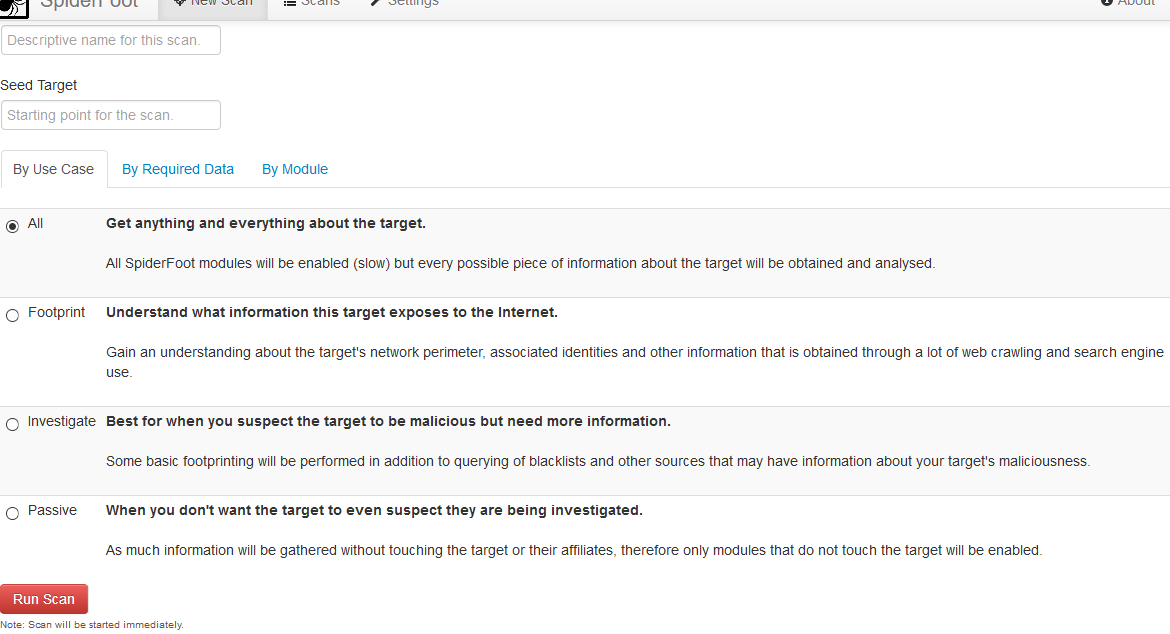 SpiderFoot New Scan Scans Settings About
Descriptive name for this scan.
Seed Target
Starting point for the scan.
By Use Case By Required Data By Module
All Get anything and everything about the target.
All SpiderFoot modules will be enabled (slow) but every possible piece of information about the target will be obtained and analysed.
Footprint Understand what information this target exposes to the Internet.
Gain an understanding about the target's network perimeter, associated identities and other information that is obtained through a lot of web crawling and search engine
use.
Investigate Best for when you suspect the target to be malicious but need more information.
Some basic footprinting will be performed in addition to querying of blacklists and other sources that may have information about your target's maliciousness.
Passive When you don't want the target to even suspect they are being investigated.
As much information will be gathered without touching the target or their affiliates, therefore only modules that do not touch the target will be enabled.
Run Scan
Note: Scan will be started immediately.